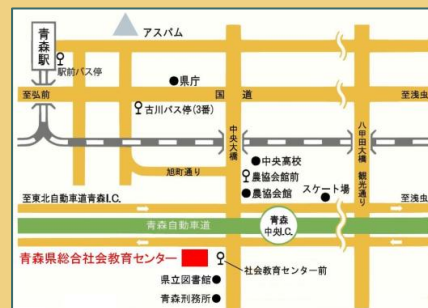 アスパム
青森駅
駅前バス停
県庁
至弘前
国道
至浅虫
古川バス停(3番)
中央大橋
八甲田大橋
観光通り
旭町通り
中央高校
農協会館前
農協会館
スケート場
至東北自動車道青森I.C.
至浅虫
青森自動車道
青森
中央I.C.
青森県総合社会教育センター
社会教育センター前
県立図書館
青森刑務所